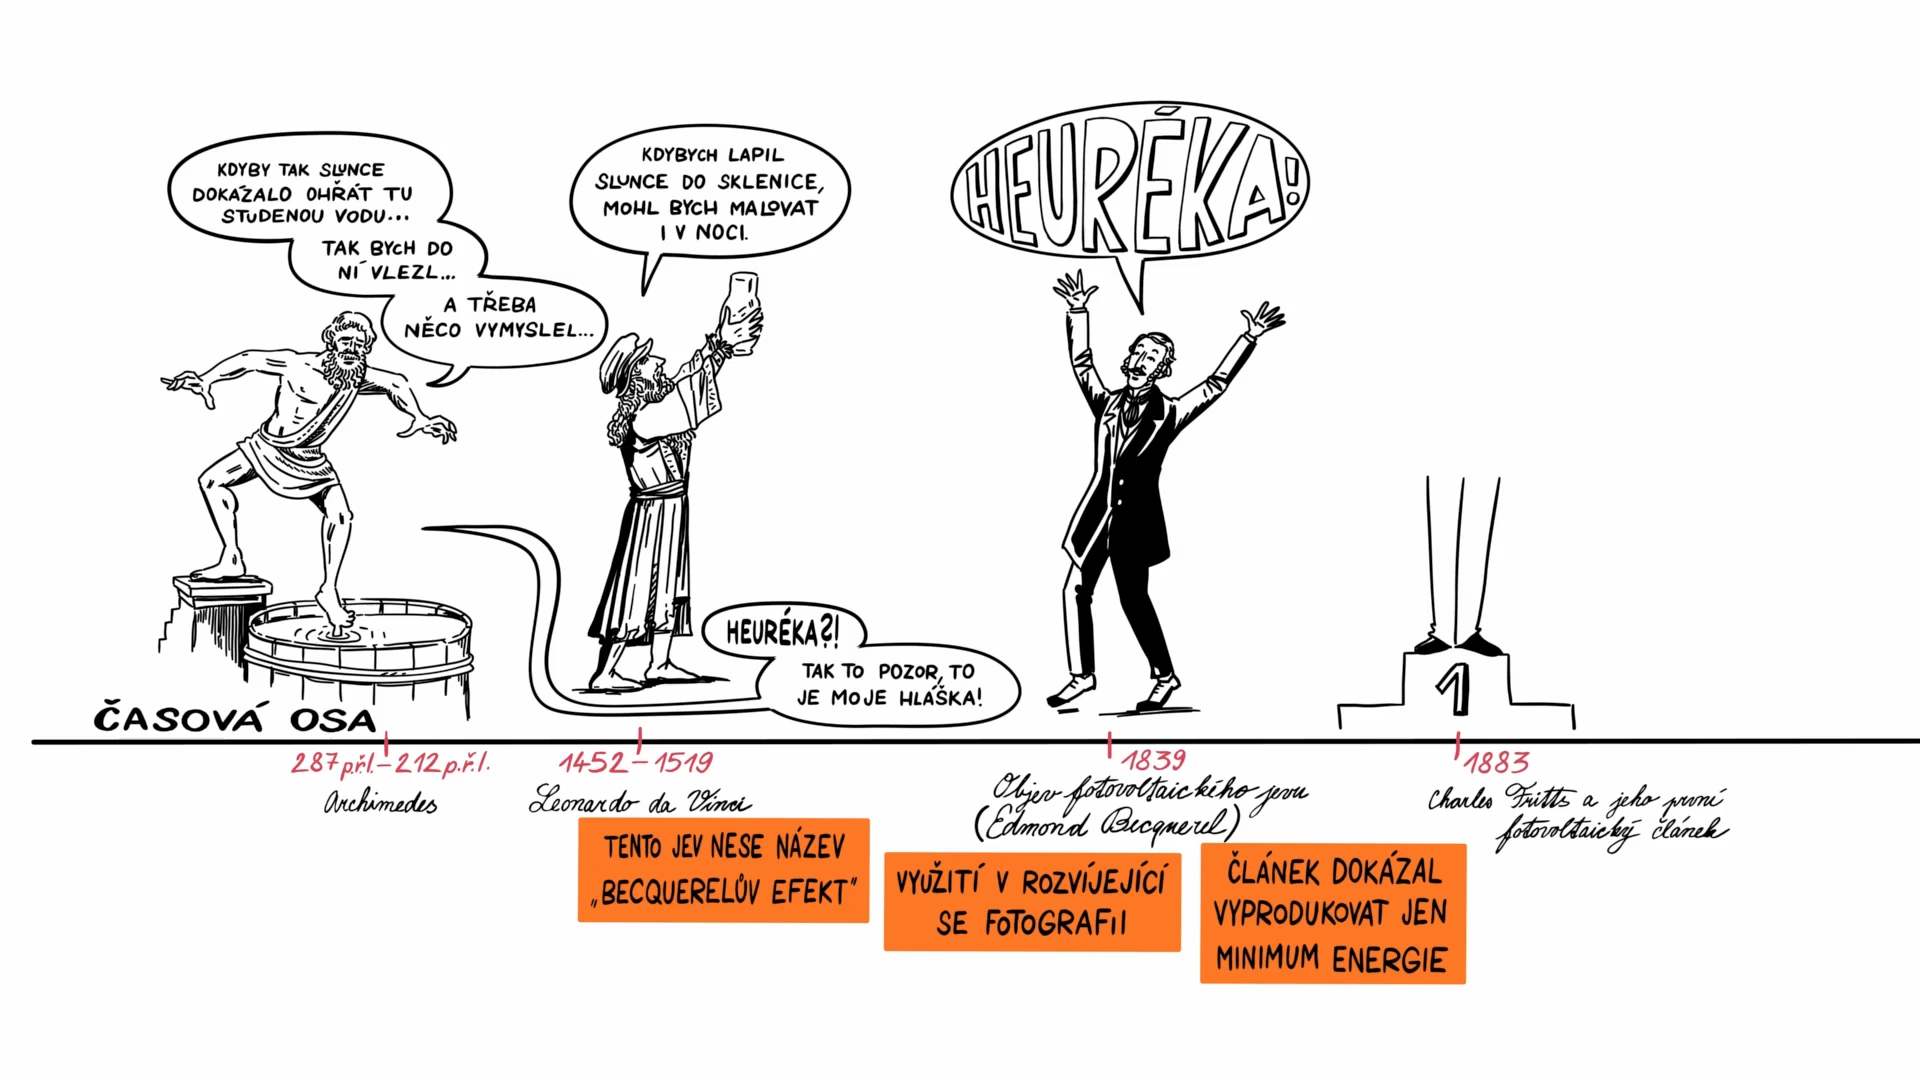 KDYBY TAK SLUNCE
DOKÁZALO OHŘÁT TU
STUDENOU VODU...
TAK BYCH DO
NÍ VLEZL...
A TŘEBA
NĚCO VYMYSLEL...
KDYBYCH LAPIL
SLUNCE DO SKLENICE,
MOHL BYCH MALOVAT
I V NOCI.
HEURÉKA!
HEURÉKA?!
TAK TO POZOR, TO
JE MOJE HLÁŠKA!
1
ČASOVÁ OSA
287 př.l. – 212 p.ř.l.
Archimedes
1452 – 1519
Leonardo da Vinci
1839
Objev fotovoltaického jevu
(Edmond Becquerel)
1883
Charles Fritts a jeho první
fotovoltaický článek
TENTO JEV NESE NÁZEV
„BECQUERELŮV EFEKT"
VYUŽITÍ V ROZVÍJEJÍCÍ
SE FOTOGRAFII
ČLÁNEK DOKÁZAL
VYPRODUKOVAT JEN
MINIMUM ENERGIE